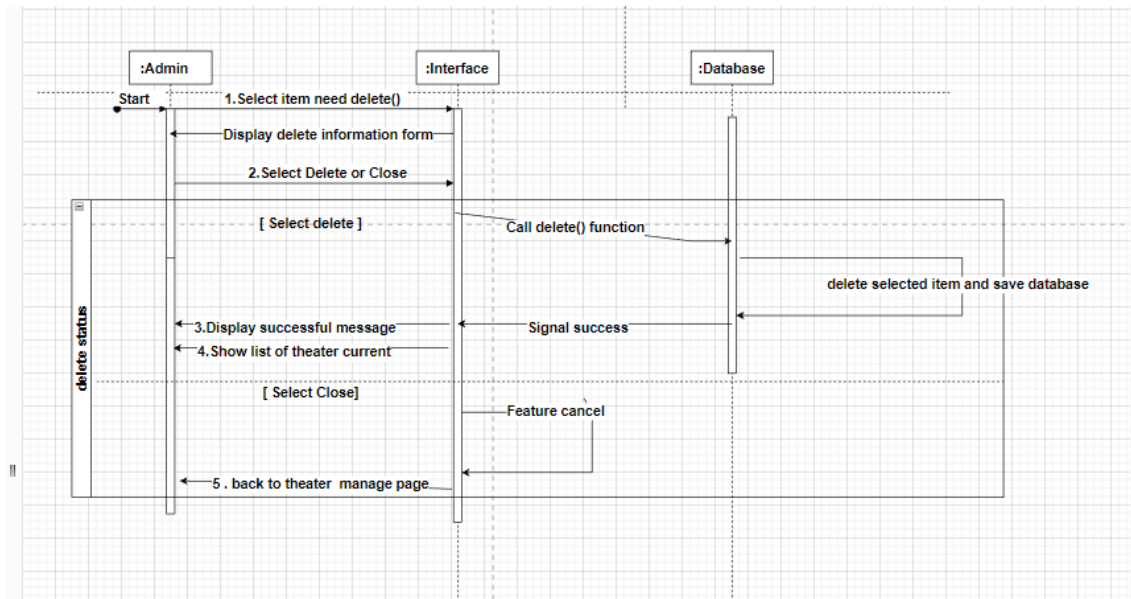 :Admin
:Interface
:Database
Start
1.Select item need delete()
Display delete information form
2.Select Delete or Close
[ Select delete ]
Call delete() function
delete selected item and save database
delete status
3.Display successful message
Signal success
4.Show list of theater current
[ Select Close]
Feature cancel
5 . back to theater manage page